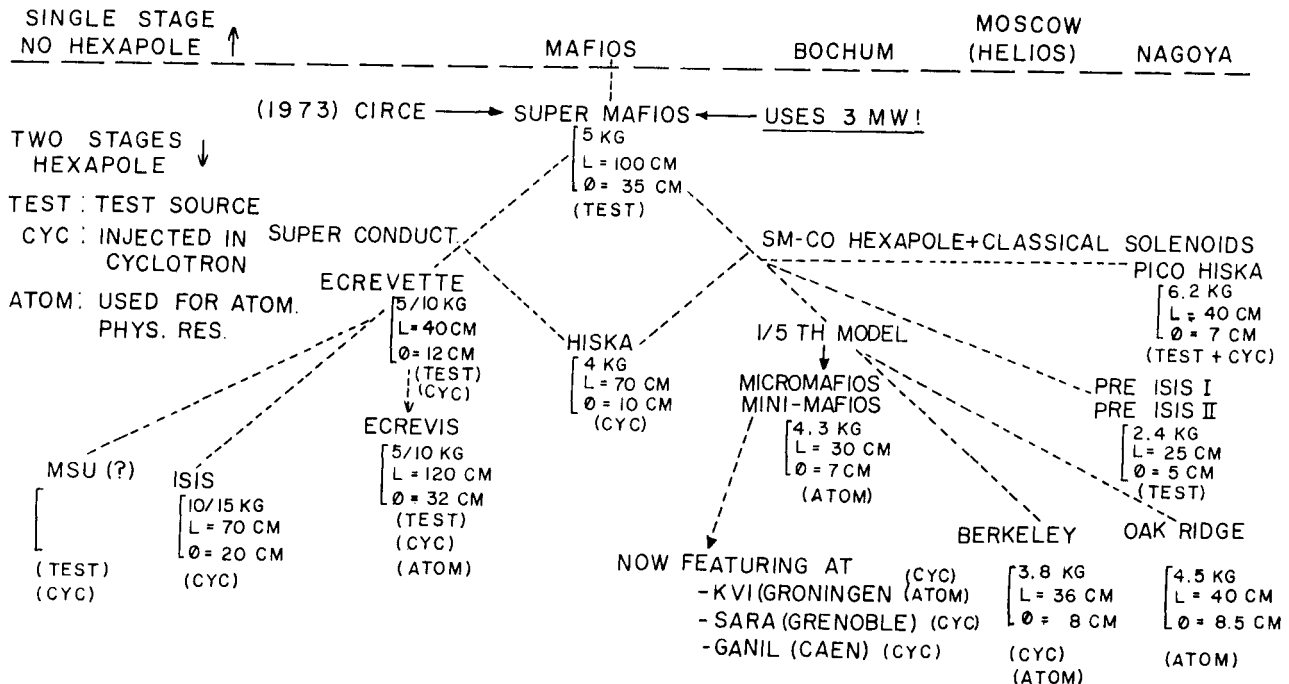 SINGLE STAGE
NO HEXAPOLE ↑
MAFIOS
BOCHUM
MOSCOW
(HELIOS)
NAGOYA
(1973) CIRCE → SUPER MAFIOS ← USES 3 MW!
5 KG
L = 100 CM
Ø = 35 CM
(TEST)
TWO STAGES
HEXAPOLE ↓
TEST : TEST SOURCE
CYC : INJECTED IN
CYCLOTRON
ATOM : USED FOR ATOM.
PHYS. RES.
SUPER CONDUCT.
ECREVETTE
5/10 KG
L = 40CM
Ø = 12 CM
(TEST)
(CYC)
SM-CO HEXAPOLE+CLASSICAL SOLENOIDS
PICO HISKA
6.2 KG
L = 40 CM
Ø = 7 CM
(TEST + CYC)
HISKA
4 KG
L = 70 CM
Ø = 10 CM
(CYC)
1/5 TH MODEL
MICROMAFIOS
MINI-MAFIOS
4.3 KG
L = 30 CM
Ø = 7CM
(ATOM)
PRE ISIS I
PRE ISIS II
2.4 KG
L = 25 CM
Ø = 5 CM
(TEST)
ECREVIS
5/10 KG
L = 120 CM
Ø = 32 CM
(TEST)
(CYC)
(ATOM)
MSU (?)
(TEST)
(CYC)
ISIS
10/15 KG
L = 70 CM
Ø = 20 CM
(CYC)
NOW FEATURING AT
-KVI(GRONINGEN (CYC)
(ATOM)
-SARA(GRENOBLE) (CYC)
-GANIL (CAEN) (CYC)
BERKELEY
3.8 KG
L = 36 CM
Ø = 8 CM
(CYC)
(ATOM)
OAK RIDGE
4.5 KG
L = 40 CM
Ø = 8.5 CM
(ATOM)